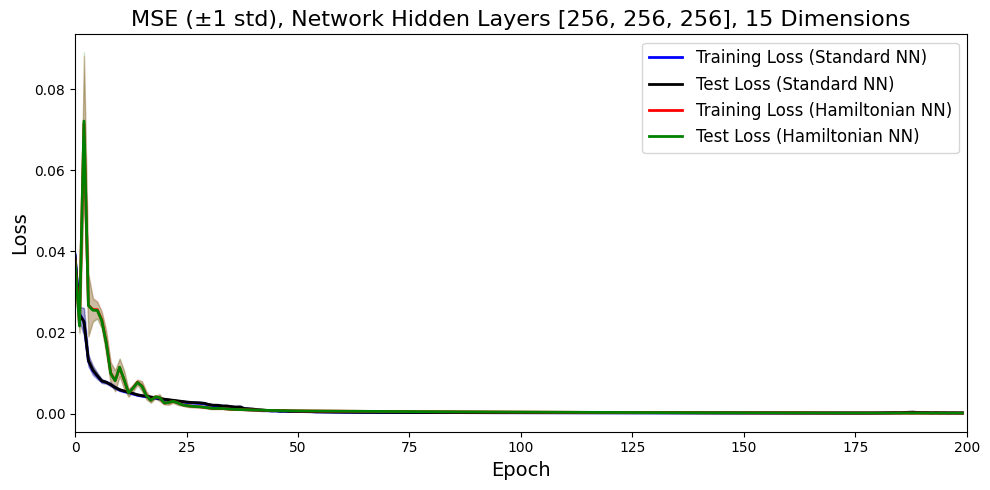 MSE (±1 std), Network Hidden Layers [256, 256, 256], 15 Dimensions
Training Loss (Standard NN)
Test Loss (Standard NN)
Training Loss (Hamiltonian NN)
Test Loss (Hamiltonian NN)
Loss
0.08
0.06
0.04
0.02
0.00
0 25 50 75 100 125 150 175 200
Epoch